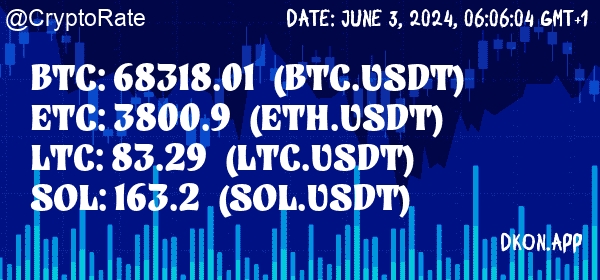 @CryptoRate
DATE: JUNE 3, 2024, 06:06:04 GMT+1
BTC: 68318.01 (BTC.USDT)
ETC: 3800.9 (ETH.USDT)
LTC: 83.29 (LTC.USDT)
SOL: 163.2 (SOL.USDT)
DKON.APP